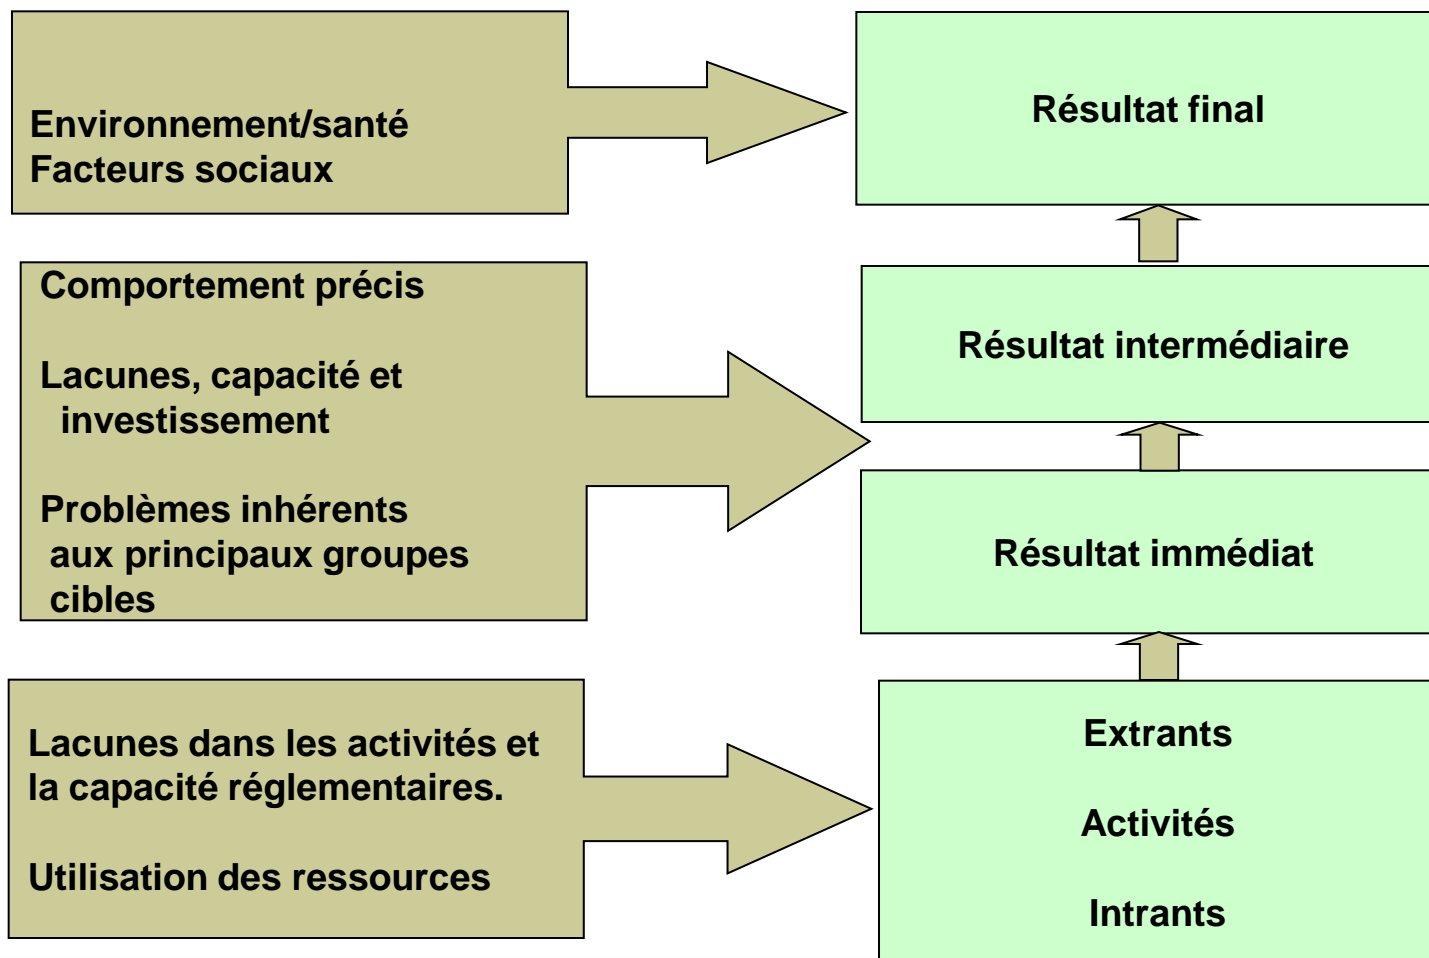 Environnement/santé
Facteurs sociaux
Résultat final
Comportement précis
Lacunes, capacité et
investissement
Problèmes inhérents
aux principaux groupes
cibles
Résultat intermédiaire
Résultat immédiat
Lacunes dans les activités et
la capacité réglementaires.
Utilisation des ressources
Extrants
Activités
Intrants